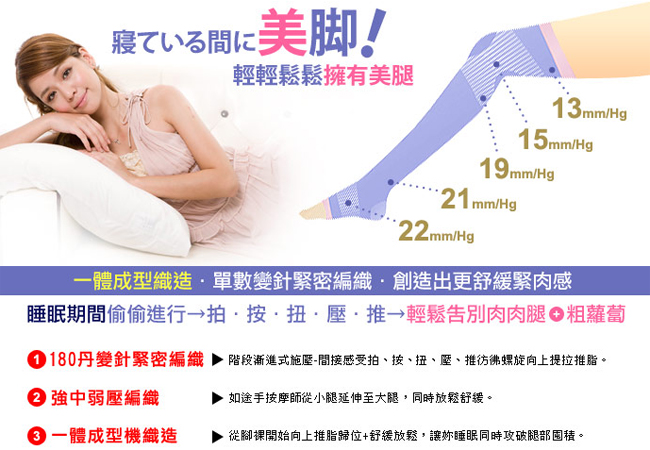 寢ている間に美脚!
輕輕鬆鬆擁有美腿
13mm/Hg
15mm/Hg
19mm/Hg
21mm/Hg
22mm/Hg
一體成型織造．單數變針緊密編織．創造出更舒緩緊肉感
睡眠期間偷偷進行→拍．按．扭．壓．推→輕鬆告別肉肉腿+粗蘿蔔
1 180丹變針緊密編織 ▶ 階段漸進式施壓-間接感受拍、按、扭、壓、推彷彿螺旋向上提拉推脂。
2 強中弱壓編織 ▶ 如途手按摩師從小腿延伸至大腿，同時放鬆舒緩。
3 一體成型機織造 ▶ 從腳裸開始向上推脂歸位+舒緩放鬆，讓妳睡眠同時攻破腿部囤積。